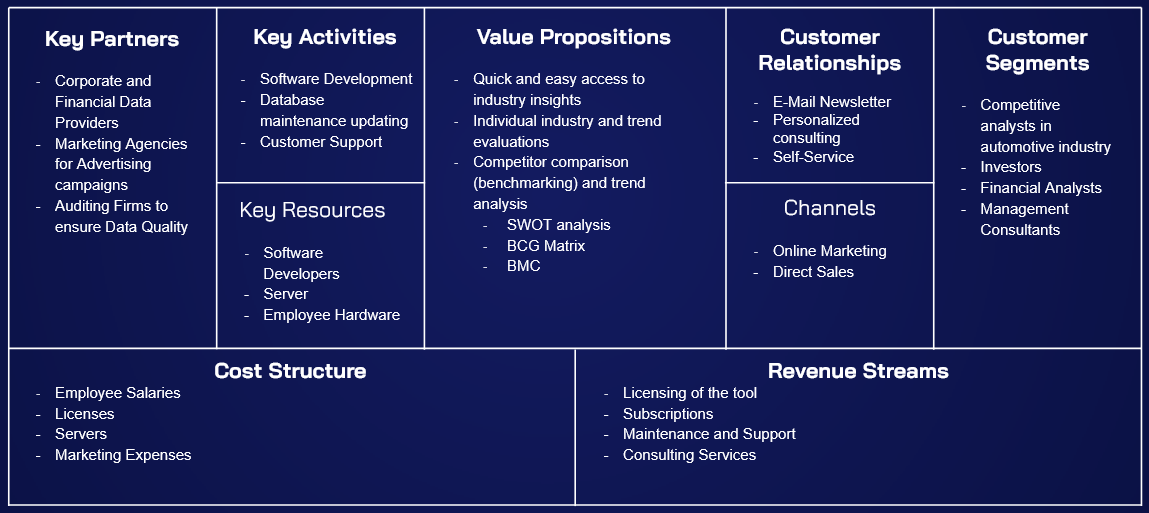 Key Partners
- Corporate and
Financial Data
Providers
- Marketing Agencies
for Advertising
campaigns
- Auditing Firms to
ensure Data Quality
Key Activities
- Software Development
- Database
maintenance updating
- Customer Support
Key Resources
- Software
Developers
- Server
- Employee Hardware
Value Propositions
- Quick and easy access to
industry insights
- Individual industry and trend
evaluations
- Competitor comparison
(benchmarking) and trend
analysis
- SWOT analysis
- BCG Matrix
- BMC
Customer
Relationships
- E-Mail Newsletter
- Personalized
consulting
- Self-Service
Channels
- Online Marketing
- Direct Sales
Customer
Segments
- Competitive
analysts in
automotive industry
- Investors
- Financial Analysts
- Management
Consultants
Cost Structure
- Employee Salaries
- Licenses
- Servers
- Marketing Expenses
Revenue Streams
- Licensing of the tool
- Subscriptions
- Maintenance and Support
- Consulting Services